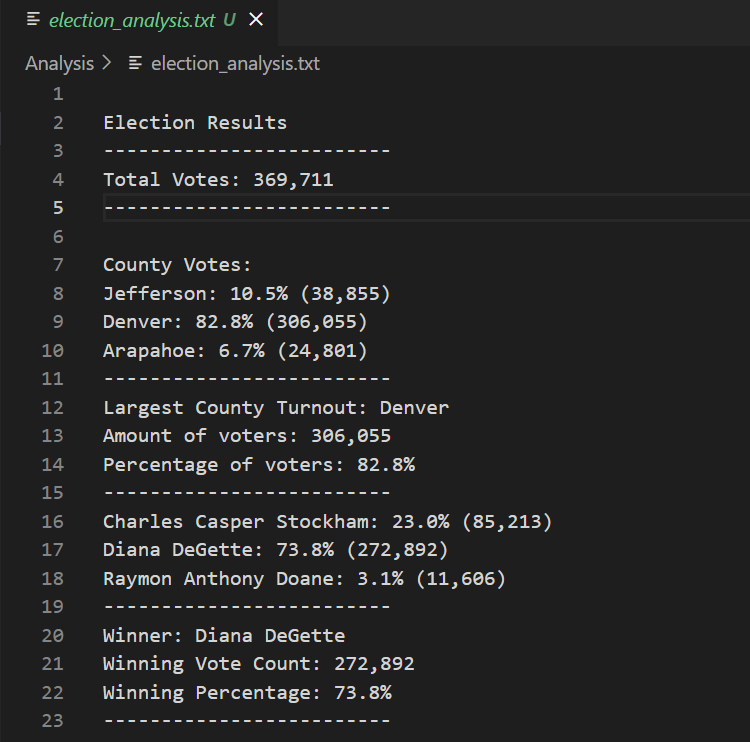 election_analysis.txt U ×
Analysis > election_analysis.txt
1
2 Election Results
3 -------------------------
4 Total Votes: 369,711
5 -------------------------
6
7 County Votes:
8 Jefferson: 10.5% (38,855)
9 Denver: 82.8% (306,055)
10 Arapahoe: 6.7% (24,801)
11 -------------------------
12 Largest County Turnout: Denver
13 Amount of voters: 306,055
14 Percentage of voters: 82.8%
15 -------------------------
16 Charles Casper Stockham: 23.0% (85,213)
17 Diana DeGette: 73.8% (272,892)
18 Raymon Anthony Doane: 3.1% (11,606)
19 -------------------------
20 Winner: Diana DeGette
21 Winning Vote Count: 272,892
22 Winning Percentage: 73.8%
23 -------------------------